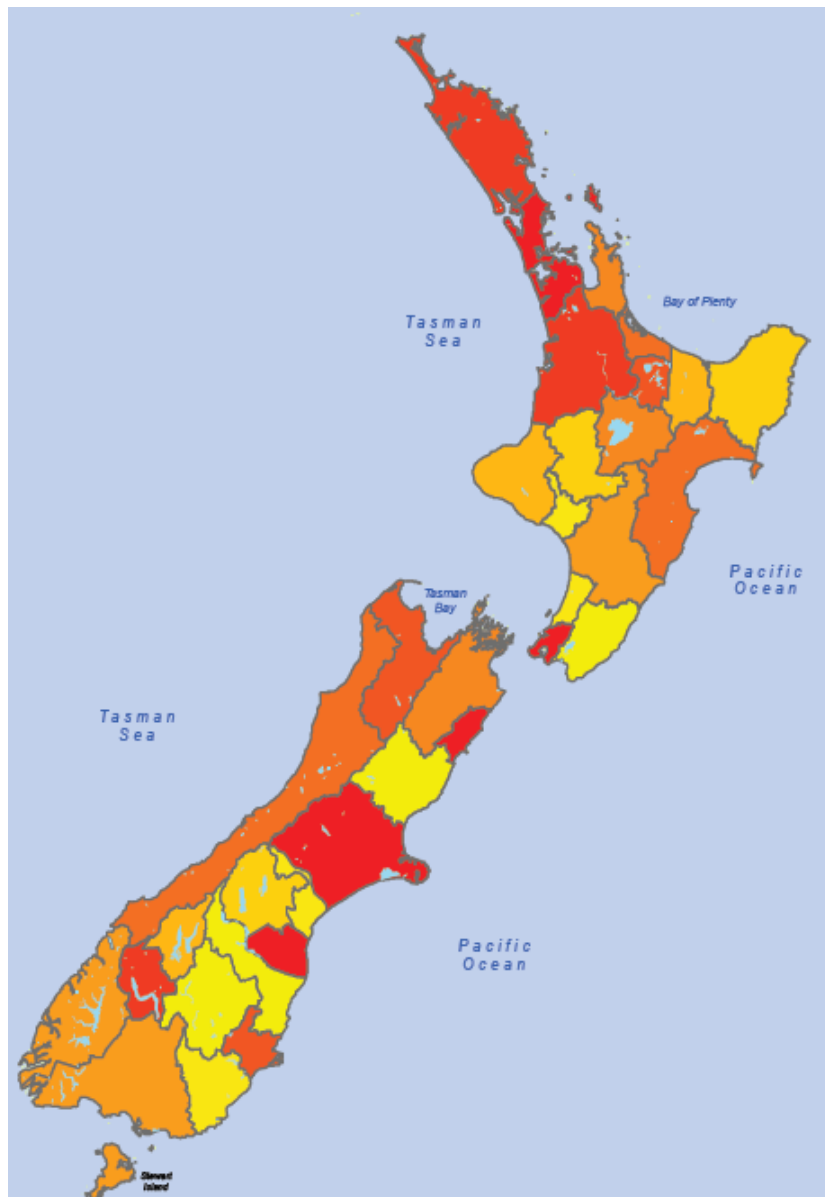 Bay of Plenty
Tasman
Sea
Pacific
Ocean
Tasman
Bay
Tasman
Sea
Pacific
Ocean
Stewart
Island